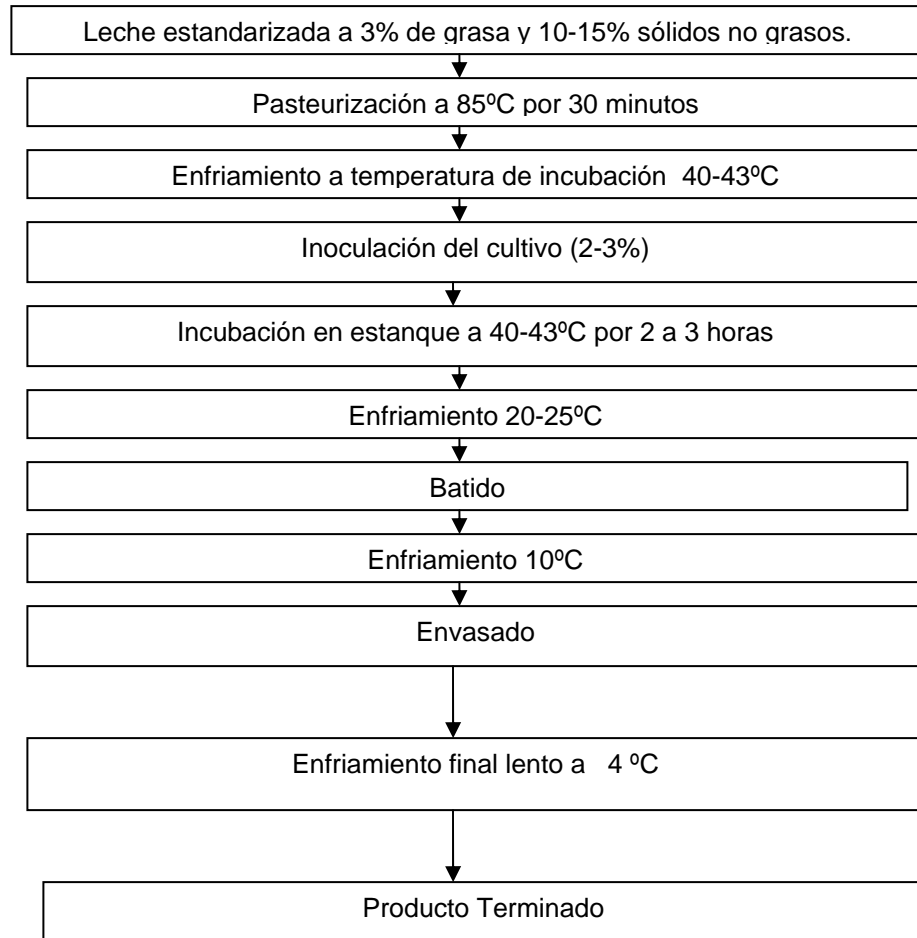 Leche estandarizada a 3% de grasa y 10-15% sólidos no grasos.
Pasteurización a 85ºC por 30 minutos
Enfriamiento a temperatura de incubación 40-43ºC
Inoculación del cultivo (2-3%)
Incubación en estanque a 40-43ºC por 2 a 3 horas
Enfriamiento 20-25ºC
Batido
Enfriamiento 10ºC
Envasado
Enfriamiento final lento a 4 ºC
Producto Terminado